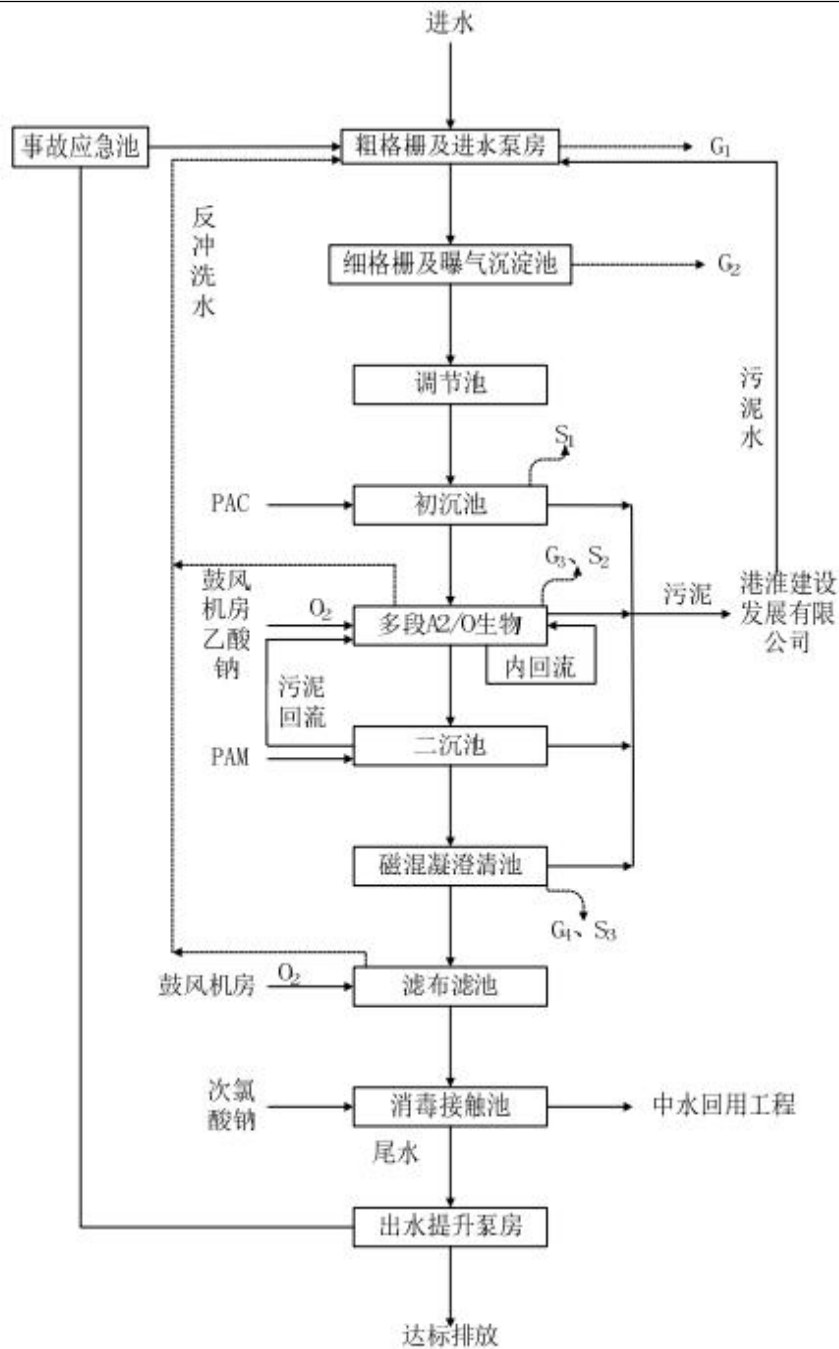 进水
事故应急池
粗格栅及进水泵房
G₁
反
冲
洗
水
细格栅及曝气沉淀池
G₂
调节池
污
泥
水
S₁
PAC
初沉池
G₃、S₂
鼓风
机房
乙酸
钠
O₂
多段A2/O生物
污泥
港淮建设
发展有限
公司
内回流
污泥
回流
二沉池
PAM
磁混凝澄清池
G₄、S₃
鼓风机房
O₂
滤布滤池
次氯
酸钠
消毒接触池
中水回用工程
尾水
出水提升泵房
达标排放